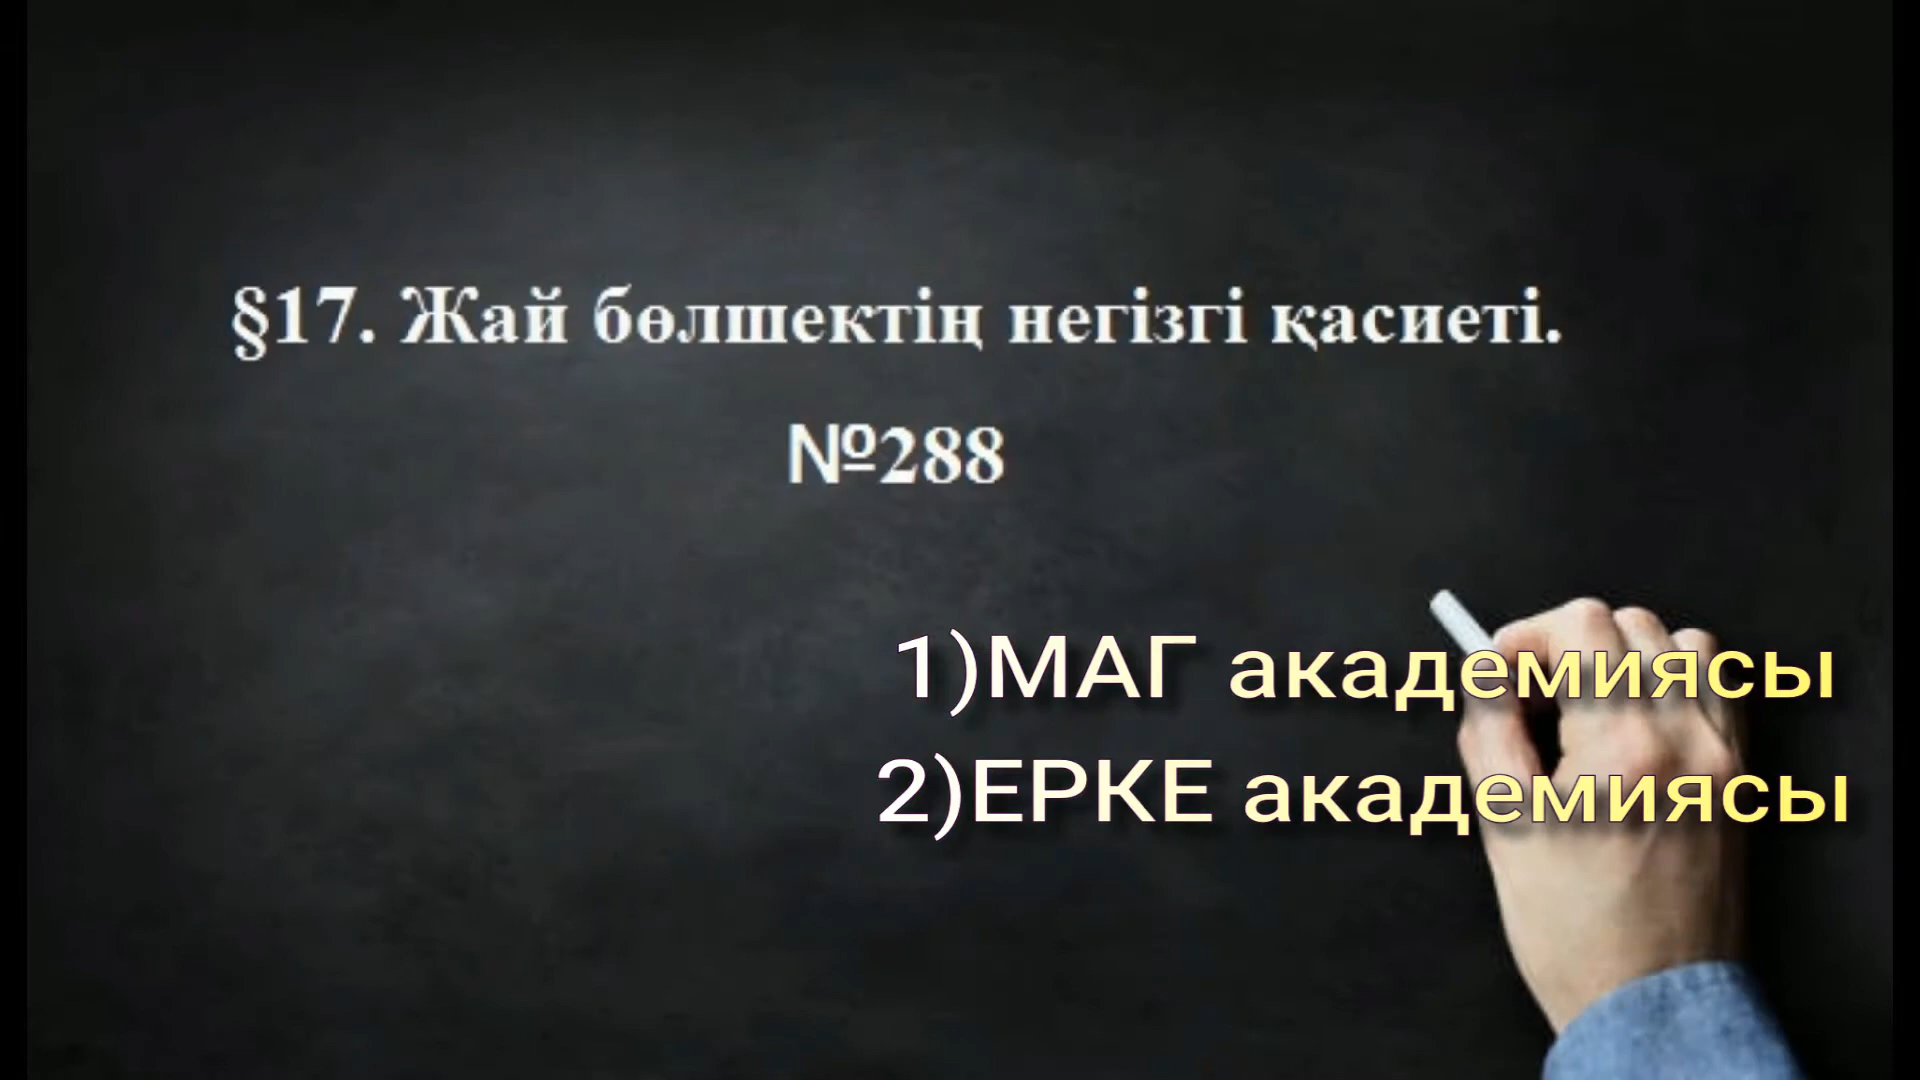 §17. Жай бөлшектің негізгі қасиеті.
№288
1)МАГ академиясы
2)ЕРКЕ академиясы